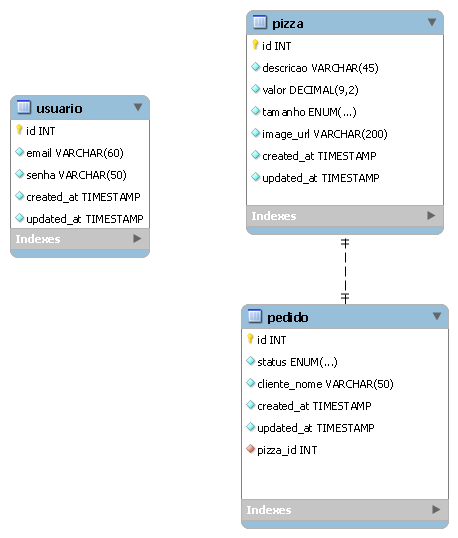 usuario
id INT
email VARCHAR(60)
senha VARCHAR(50)
created_at TIMESTAMP
updated_at TIMESTAMP
Indexes
pizza
id INT
descricao VARCHAR(45)
valor DECIMAL(9,2)
tamanho ENUM(...)
image_url VARCHAR(200)
created_at TIMESTAMP
updated_at TIMESTAMP
Indexes
pedido
id INT
status ENUM(...)
cliente_nome VARCHAR(50)
created_at TIMESTAMP
updated_at TIMESTAMP
pizza_id INT
Indexes